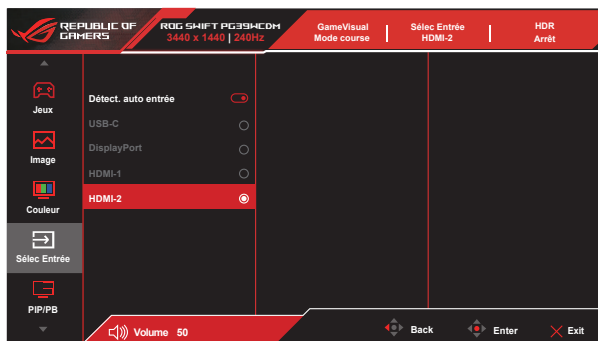 REPUBLIC OF
GAMERS
ROG SWIFT PG39WCDM
3440 x 1440 | 240Hz
GameVisual
Mode course
Sélec Entrée
HDMI-2
HDR
Arrêt
Jeux
Image
Couleur
Sélec Entrée
PIP/PB
Détect. auto entrée
USB-C
DisplayPort
HDMI-1
HDMI-2
Volume 50
Back
Enter
Exit